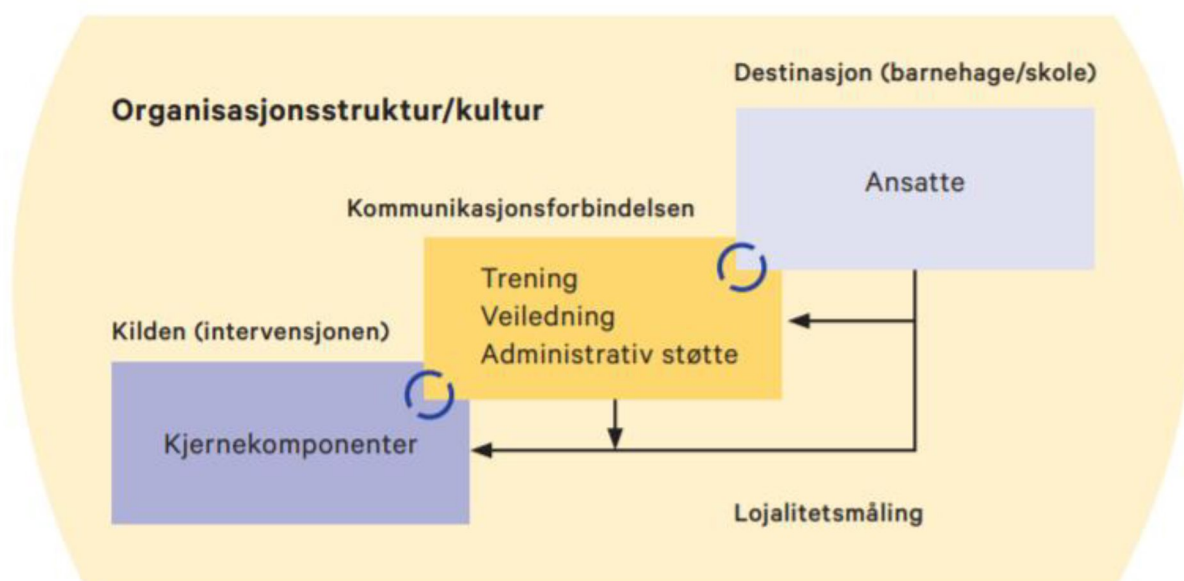 Destinasjon (barnehage/skole)
Organisasjonsstruktur/kultur
Ansatte
Kommunikasjonsforbindelsen
Trening
Veiledning
Administrativ støtte
Kilden (intervensjonen)
Kjernekomponenter
Lojalitetsmåling